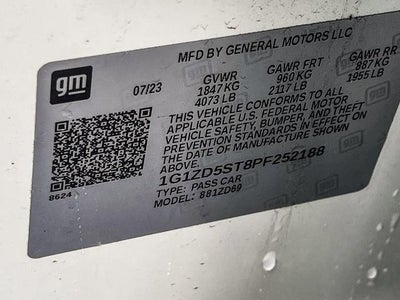 MFD BY GENERAL MOTORS LLC
gm
07/23
GVWR GAWR FRT GAWR RR
1847 KG 960 KG 887 KG
4073 LB 2117 LB 1955 LB
THIS VEHICLE CONFORMS TO ALL
APPLICABLE U.S. FEDERAL MOTOR
VEHICLE SAFETY, BUMPER, AND THEFT
PREVENTION STANDARDS IN EFFECT ON
THE DATE OF MANUFACTURE SHOWN
ABOVE.
1G1ZD5ST8PF252188
TYPE: PASS CAR
MODEL: 881ZD69
8624